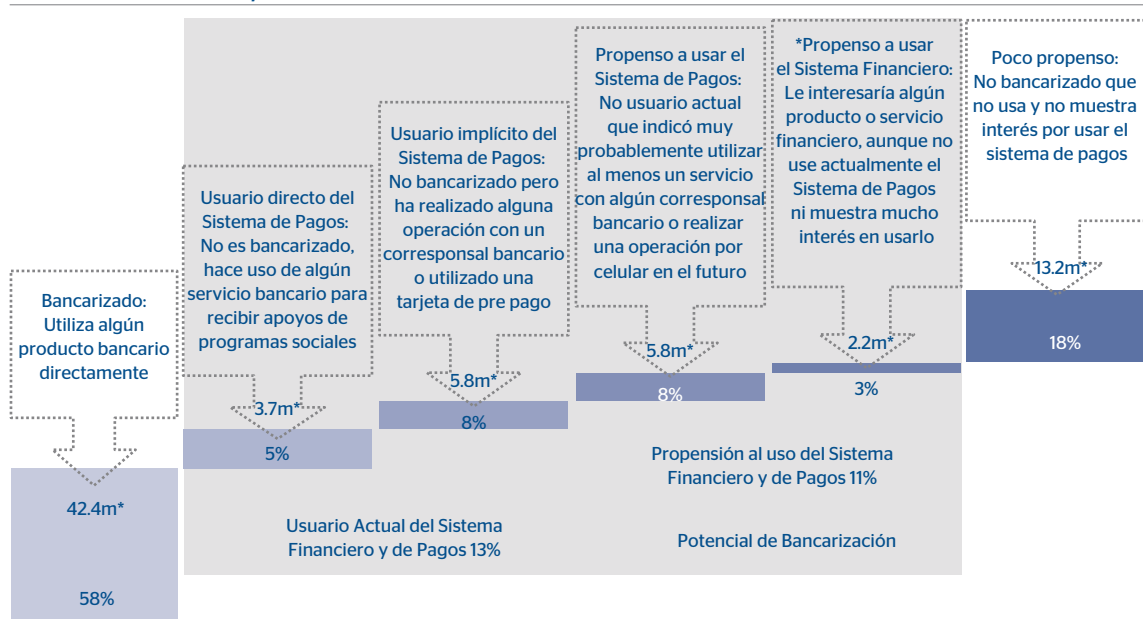 Bancarizado:
Utiliza algún
producto bancario
directamente
42.4m*
58%
Usuario directo del
Sistema de Pagos:
No es bancarizado,
hace uso de algún
servicio bancario para
recibir apoyos de
programas sociales
3.7m*
5%
Usuario implícito del
Sistema de Pagos:
No bancarizado pero
ha realizado alguna
operación con un
corresponsal bancario
o utilizado una
tarjeta de pre pago
5.8m*
8%
Propenso a usar el
Sistema de Pagos:
No usuario actual
que indicó muy
probablemente utilizar
al menos un servicio
con algún corresponsal
bancario o realizar
una operación por
celular en el futuro
5.8m*
8%
*Propenso a usar
el Sistema Financiero:
Le interesaría algún
producto o servicio
financiero, aunque no
use actualmente el
Sistema de Pagos
ni muestra mucho
interés en usarlo
2.2m*
3%
Poco propenso:
No bancarizado que
no usa y no muestra
interés por usar el
sistema de pagos
13.2m*
18%
Usuario Actual del Sistema
Financiero y de Pagos 13%
Propensión al uso del Sistema
Financiero y de Pagos 11%
Potencial de Bancarización